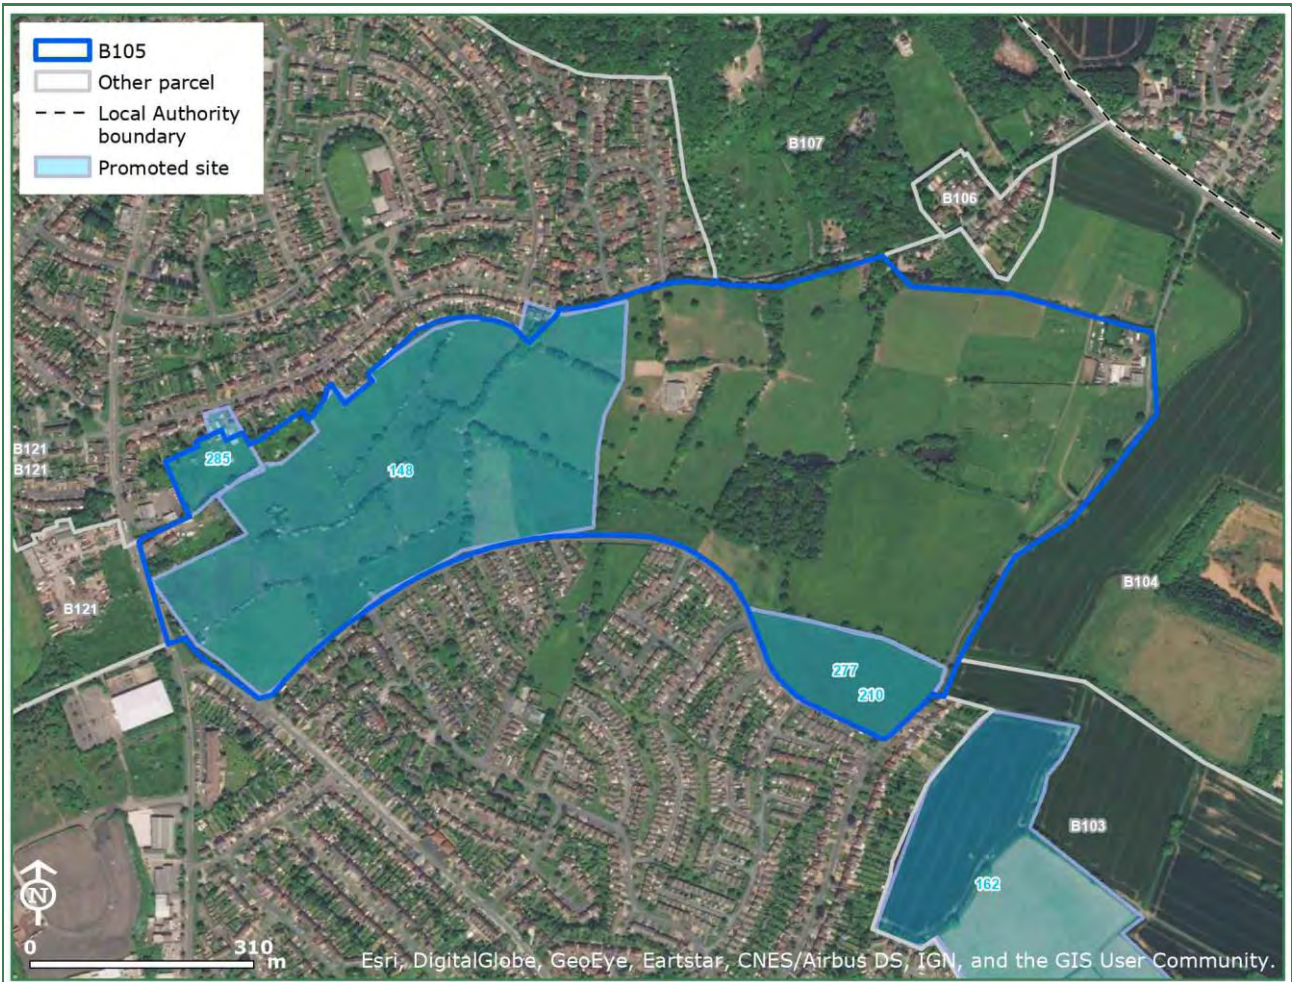 B105
Other parcel
Local Authority
boundary
Promoted site
B107
B106
B121
B121
285
148
B104
B121
277
210
B103
162
N
0 310
m
Esri, DigitalGlobe, GeoEye, Eartstar, CNES/Airbus DS, IGN, and the GIS User Community.